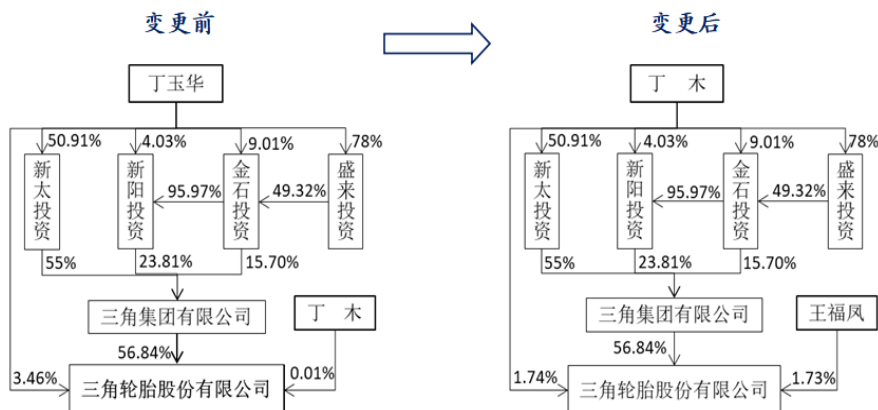 变更前
变更后
丁玉华
50.91%
4.03%
9.01%
78%
新太投资
新阳投资
金石投资
盛来投资
95.97%
49.32%
55%
23.81%
15.70%
三角集团有限公司
丁 木
56.84%
3.46%
三角轮胎股份有限公司
0.01%
丁 木
50.91%
4.03%
9.01%
78%
新太投资
新阳投资
金石投资
盛来投资
95.97%
49.32%
55%
23.81%
15.70%
三角集团有限公司
王福凤
56.84%
1.74%
三角轮胎股份有限公司
1.73%